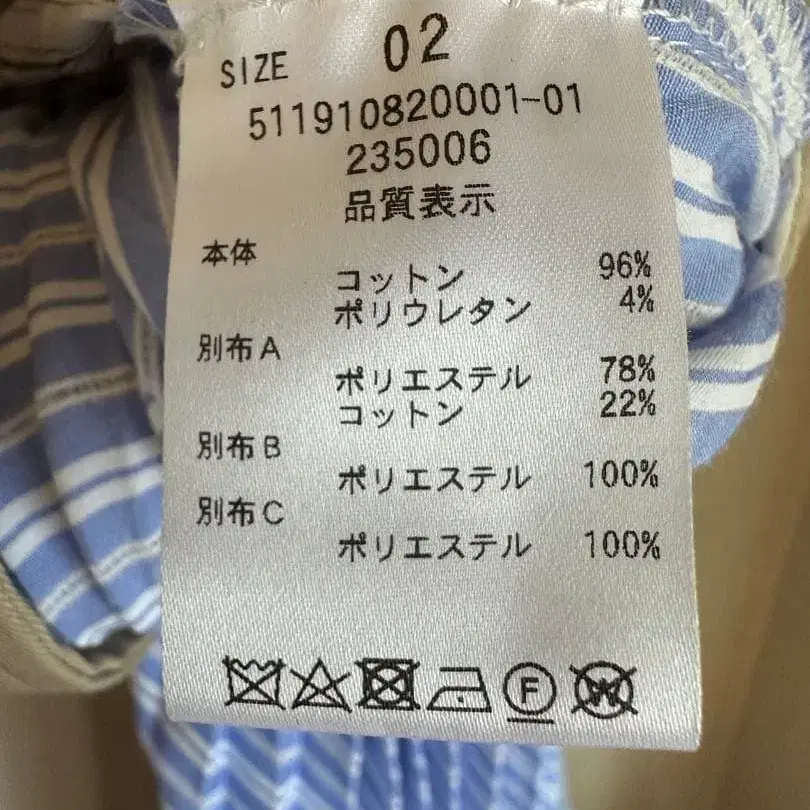 SIZE 02
511910820001-01
235006
品質表示
本体
コットン 96%
ポリウレタン 4%
別布A
ポリエステル 78%
コットン 22%
別布B
ポリエステル 100%
別布C
ポリエステル 100%
F W